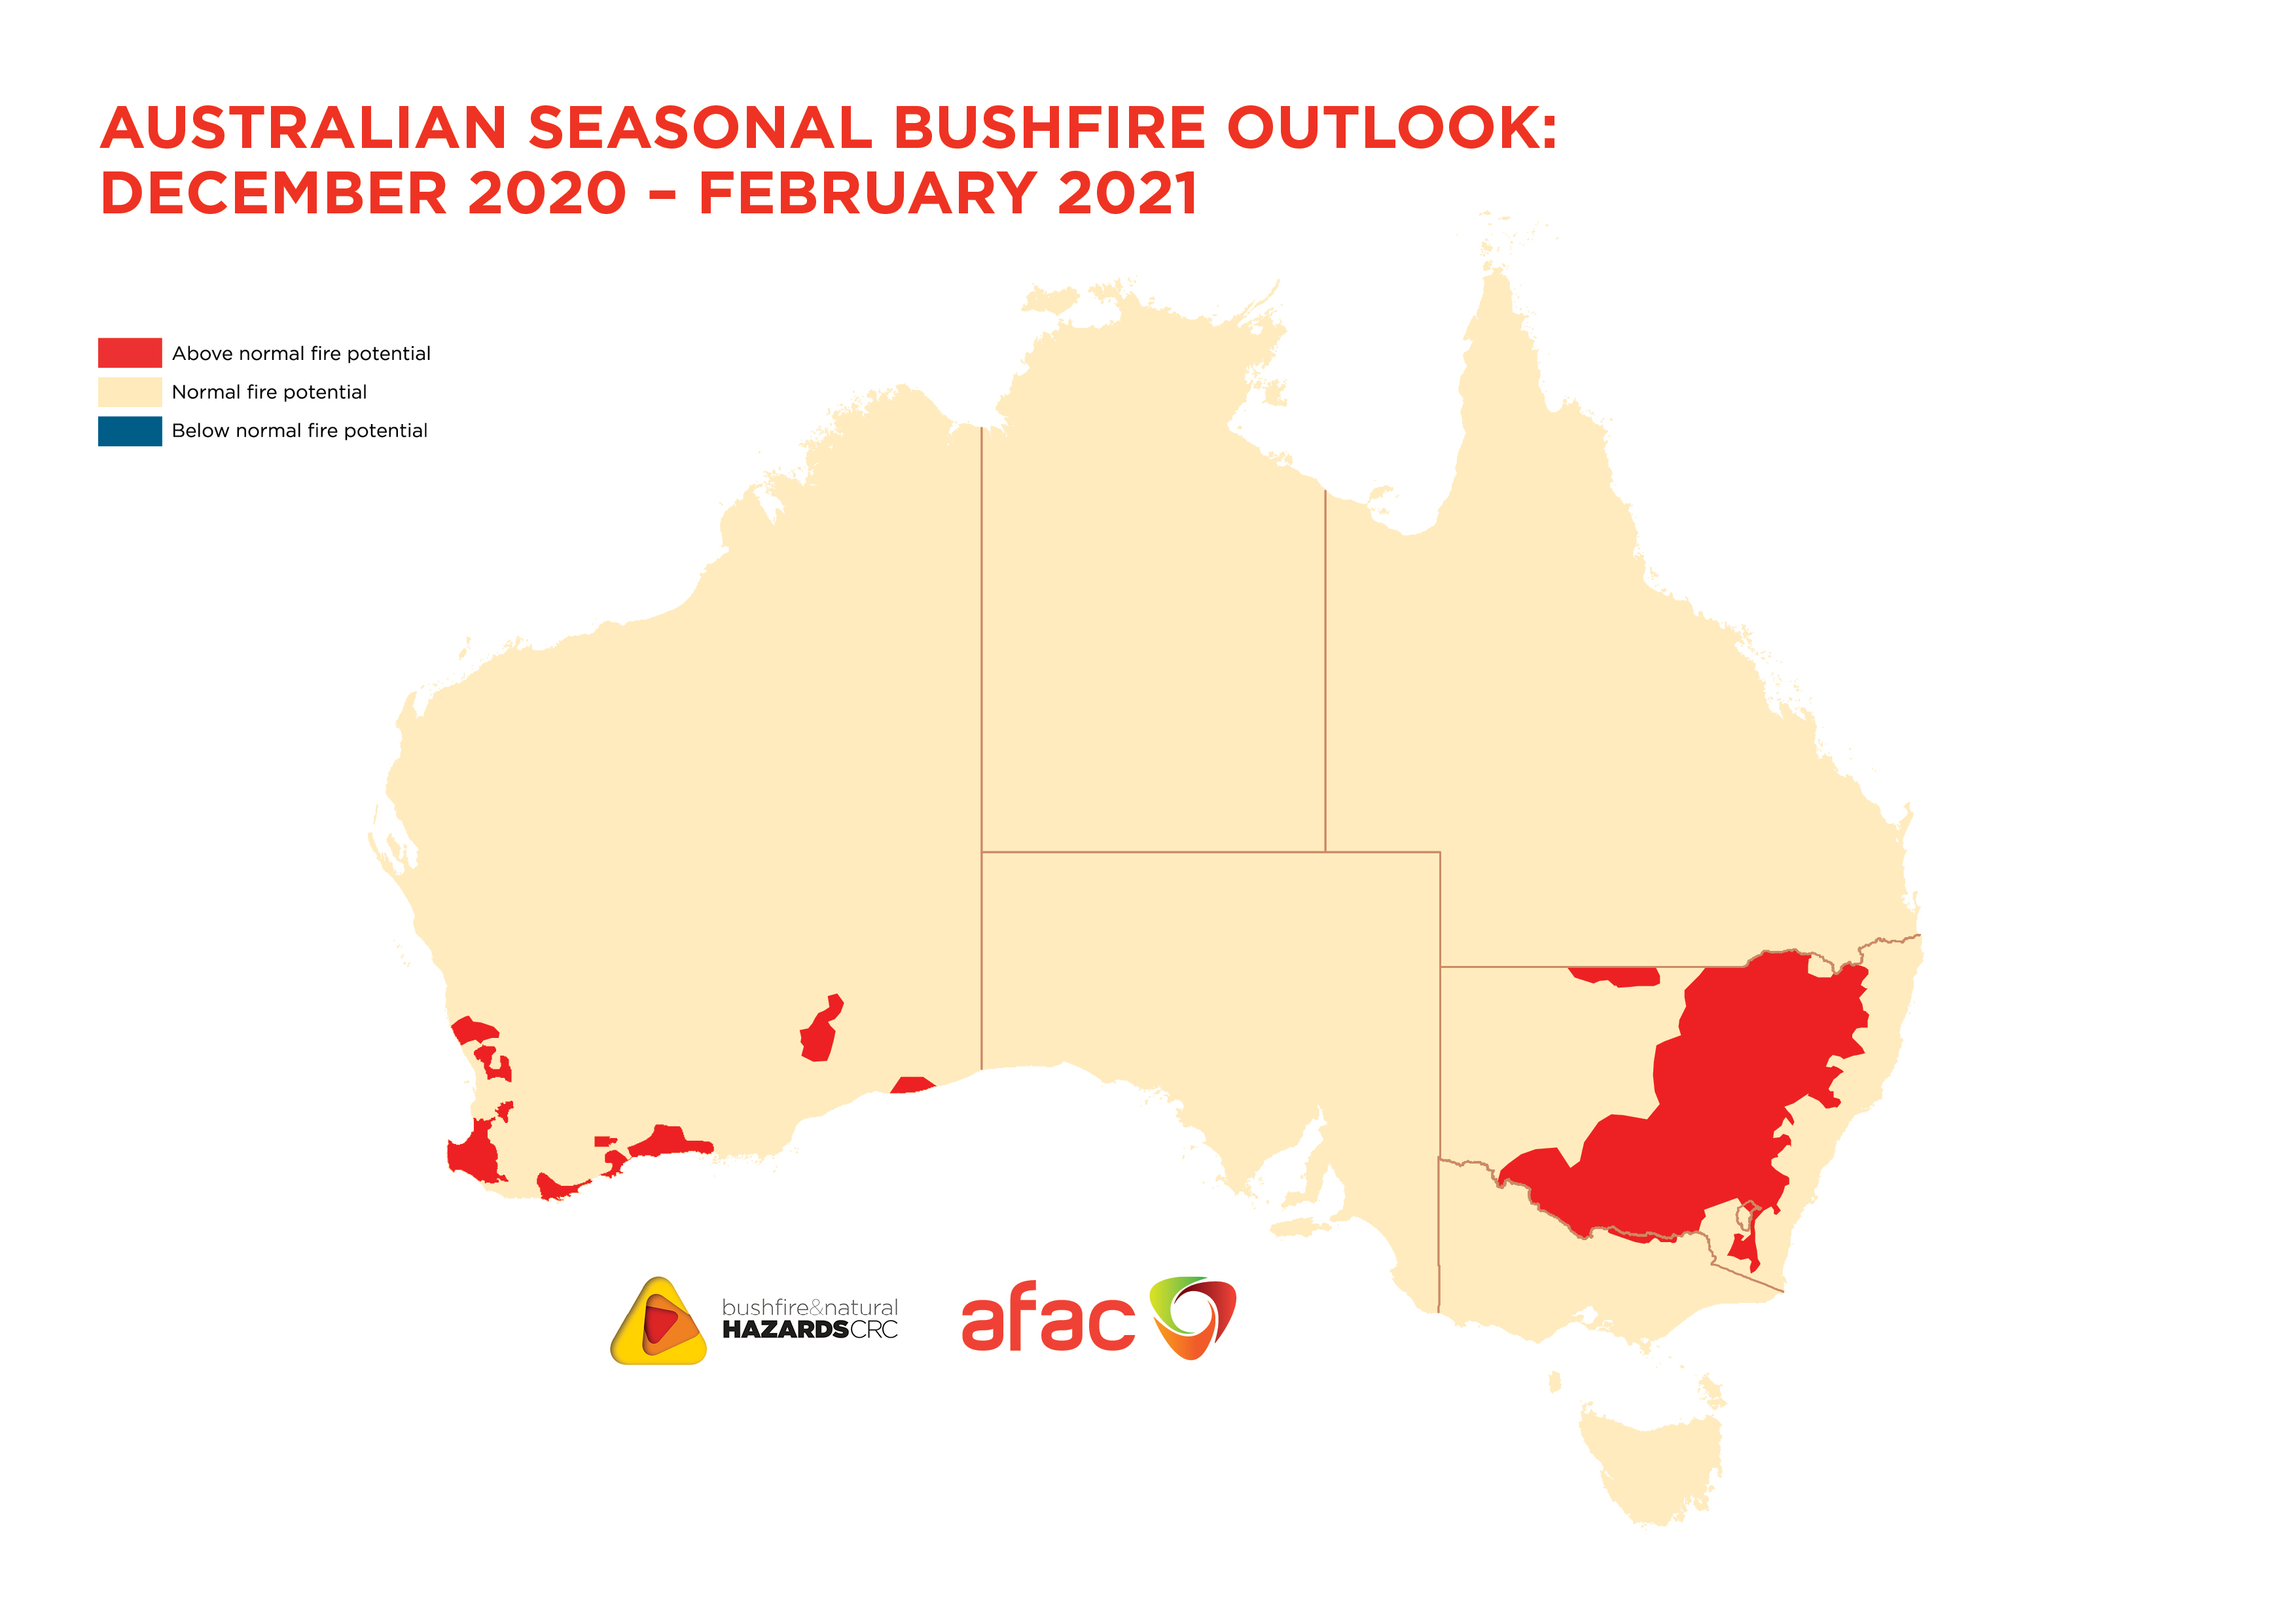 AUSTRALIAN SEASONAL BUSHFIRE OUTLOOK:
DECEMBER 2020 – FEBRUARY 2021
Above normal fire potential
Normal fire potential
Below normal fire potential
bushfire&natural
HAZARDSCRC
afac